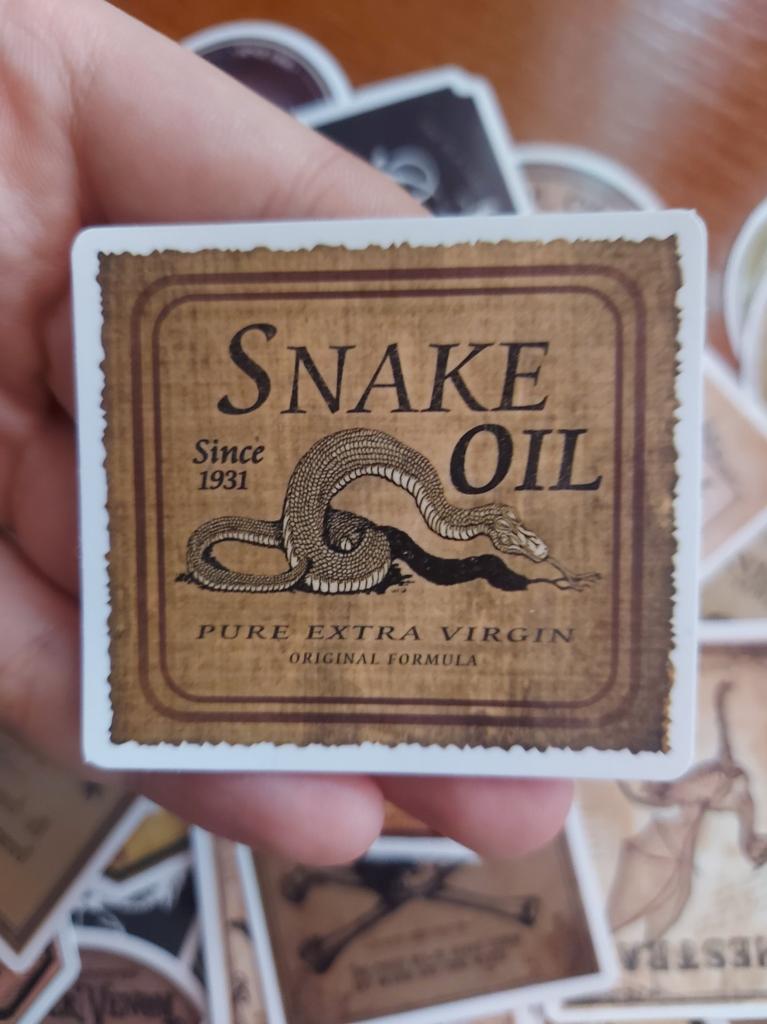 SNAKE
OIL
Since
1931
PURE EXTRA VIRGIN
ORIGINAL FORMULA